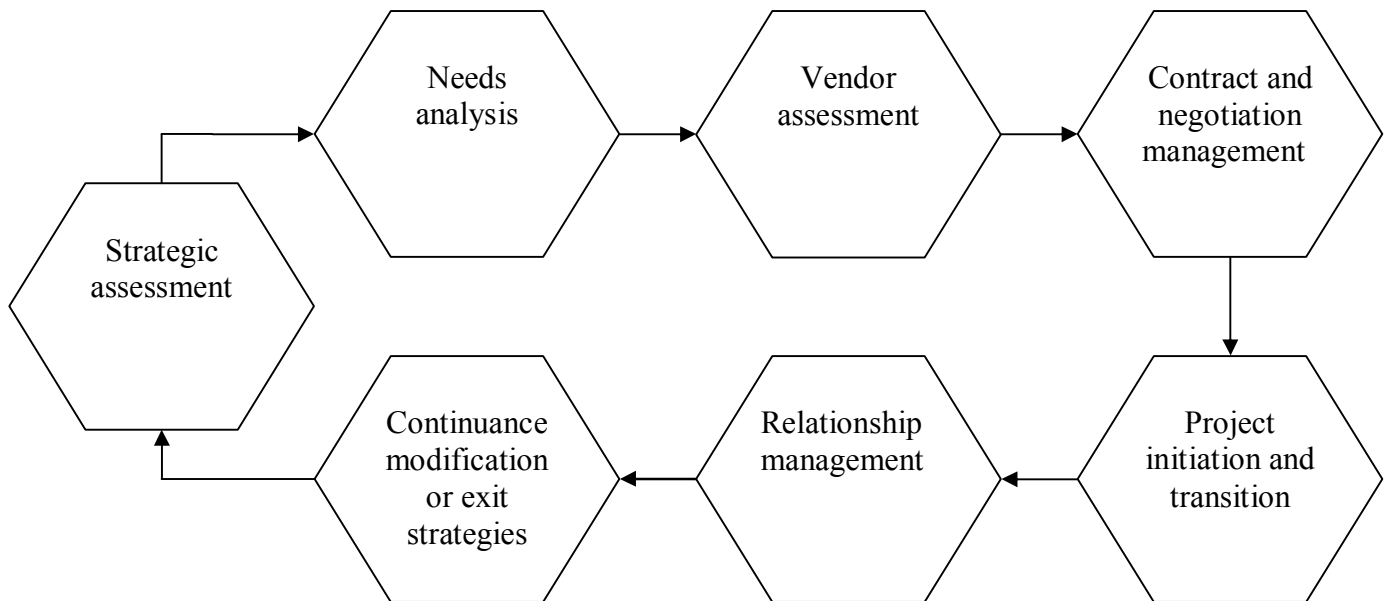 Needs
analysis
Vendor
assessment
Contract and
negotiation
management
Strategic
assessment
Continuance
modification
or exit
strategies
Relationship
management
Project
initiation and
transition